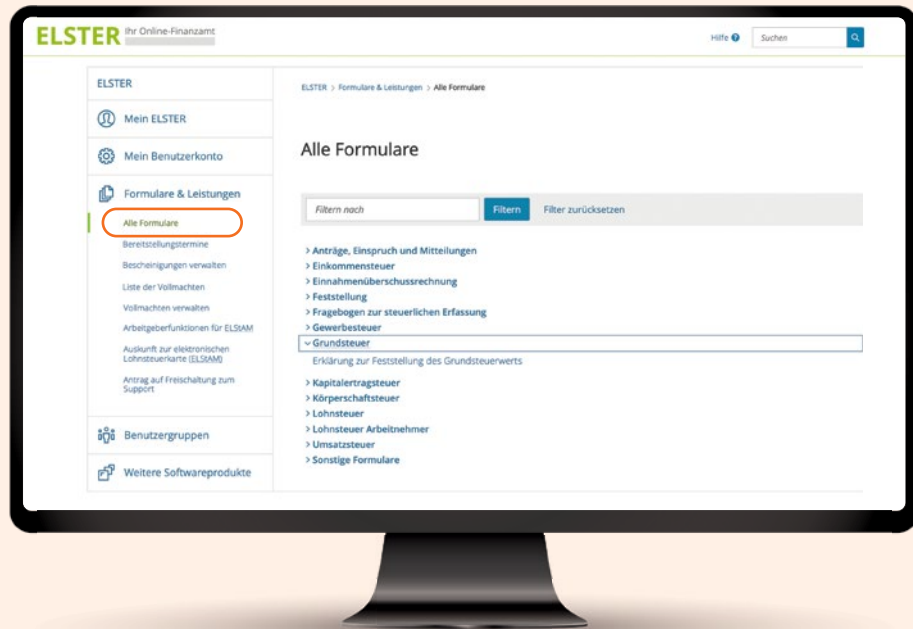 ELSTER Ihr Online-Finanzamt
Hilfe ?
Suchen
ELSTER
Mein ELSTER
Mein Benutzerkonto
Formulare & Leistungen
Alle Formulare
Bereitstellungstermine
Bescheinigungen verwalten
Liste der Vollmachten
Vollmachten verwalten
Arbeitgeberfunktionen für ELStAM
Auskunft zur elektronischen
Lohnsteuerkarte (ELStAM)
Antrag auf Freischaltung zum
Support
Benutzergruppen
Weitere Softwareprodukte
ELSTER > Formulare & Leistungen > Alle Formulare
Alle Formulare
Filtern nach
Filtern
Filter zurücksetzen
> Anträge, Einspruch und Mitteilungen
> Einkommensteuer
> Einnahmenüberschussrechnung
> Feststellung
> Fragebogen zur steuerlichen Erfassung
> Gewerbesteuer
Grundsteuer
Erklärung zur Feststellung des Grundsteuerwerts
> Kapitalertragsteuer
> Körperschaftsteuer
> Lohnsteuer
> Lohnsteuer Arbeitnehmer
> Umsatzsteuer
> Sonstige Formulare